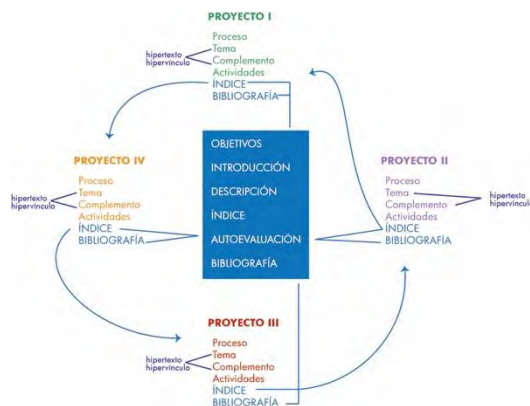 PROYECTO I
Proceso
Tema
Complemento
Actividades
ÍNDICE
BIBLIOGRAFÍA
hipertexto
hipervínculo
PROYECTO IV
Proceso
Tema
Complemento
Actividades
ÍNDICE
BIBLIOGRAFÍA
hipertexto
hipervínculo
OBJETIVOS
INTRODUCCIÓN
DESCRIPCIÓN
ÍNDICE
AUTOEVALUACIÓN
BIBLIOGRAFÍA
PROYECTO II
Proceso
Tema
Complemento
Actividades
ÍNDICE
BIBLIOGRAFÍA
hipertexto
hipervínculo
PROYECTO III
Proceso
Tema
Complemento
Actividades
ÍNDICE
BIBLIOGRAFÍA
hipertexto
hipervínculo